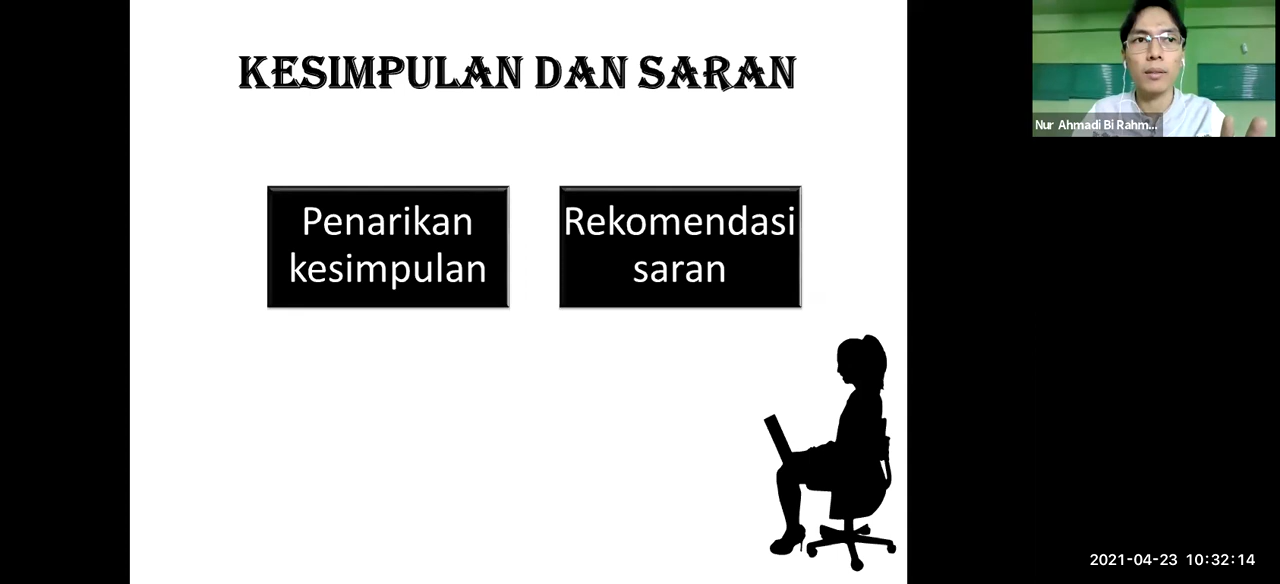 KESIMPULAN DAN SARAN
Penarikan
kesimpulan
Rekomendasi
saran
Nur Ahmadi Bi Rahm...
2021-04-23 10:32:14